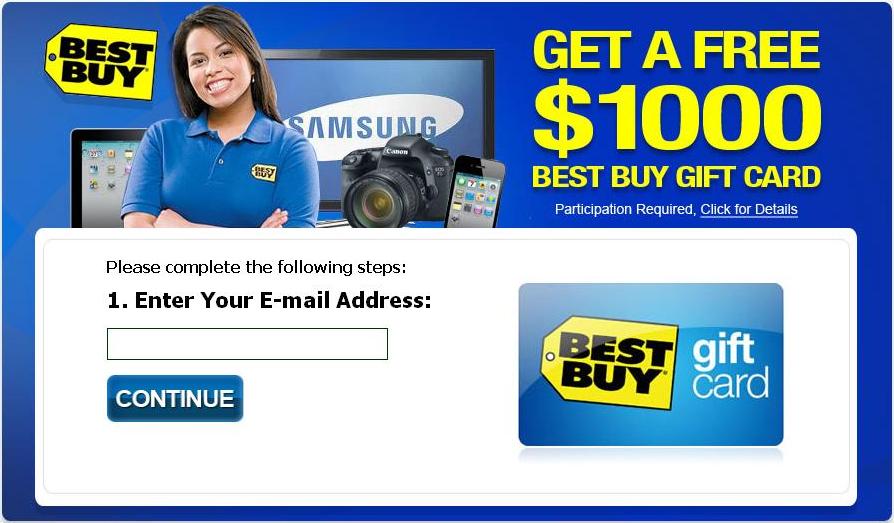 BEST
BUY
SAMSUNG
Canon
BEST
BUY
GET A FREE
$1000
BEST BUY GIFT CARD
Participation Required, Click for Details
Please complete the following steps:
1. Enter Your E-mail Address:
CONTINUE
BEST
BUY
gift
card